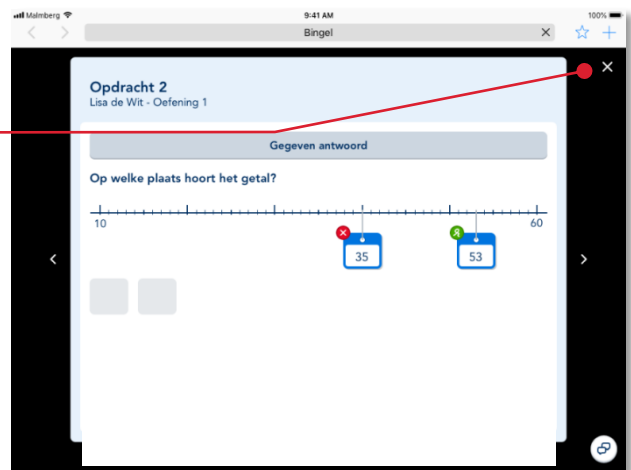 Malmberg 9:41 AM 100%
Bingel
Opdracht 2
Lisa de Wit - Oefening 1
Gegeven antwoord
Op welke plaats hoort het getal?
10 60
35 53